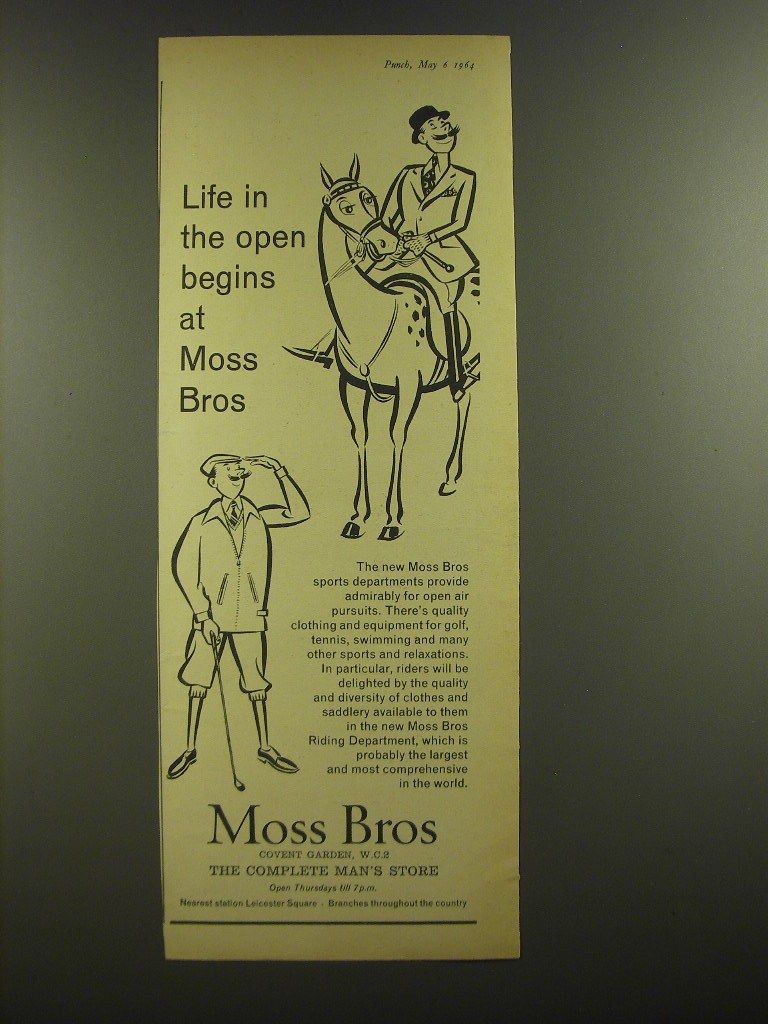 Punch, May 6 1964
Life in
the open
begins
at
Moss
Bros
The new Moss Bros
sports departments provide
admirably for open air
pursuits. There's quality
clothing and equipment for golf,
tennis, swimming and many
other sports and relaxations.
In particular, riders will be
delighted by the quality
and diversity of clothes and
saddlery available to them
in the new Moss Bros
Riding Department, which is
probably the largest
and most comprehensive
in the world.
Moss Bros
COVENT GARDEN, W.C.2
THE COMPLETE MAN'S STORE
Open Thursdays till 7 p.m.
Nearest station Leicester Square · Branches throughout the country